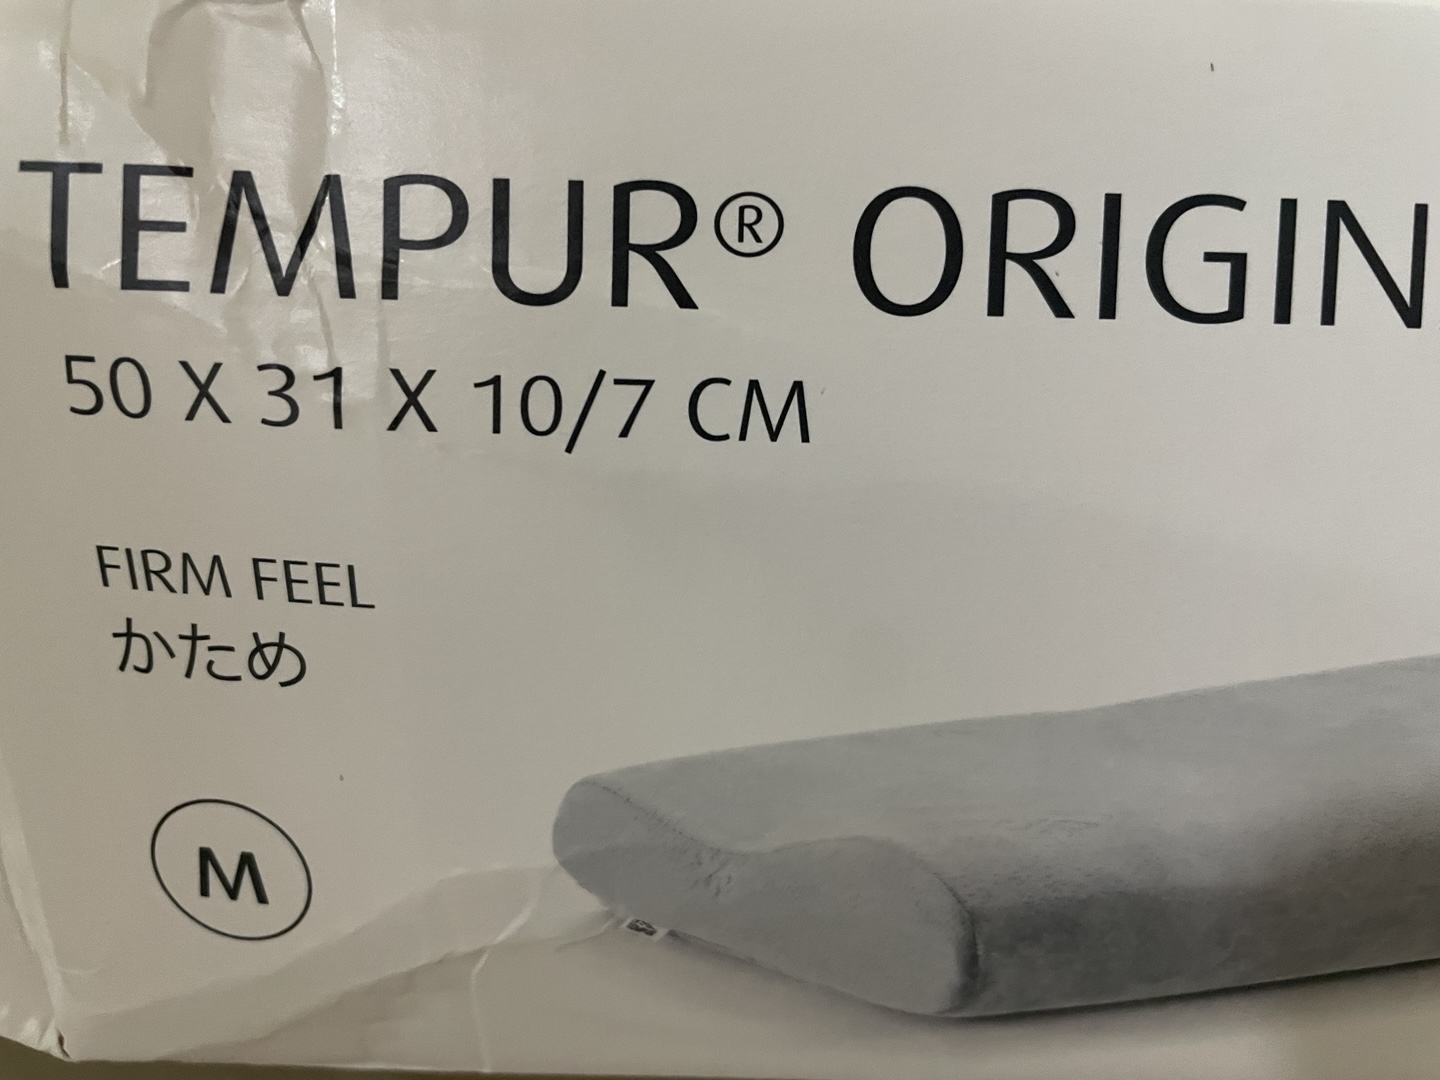 TEMPUR® ORIGIN
50 X 31 X 10/7 CM
FIRM FEEL
かため
M